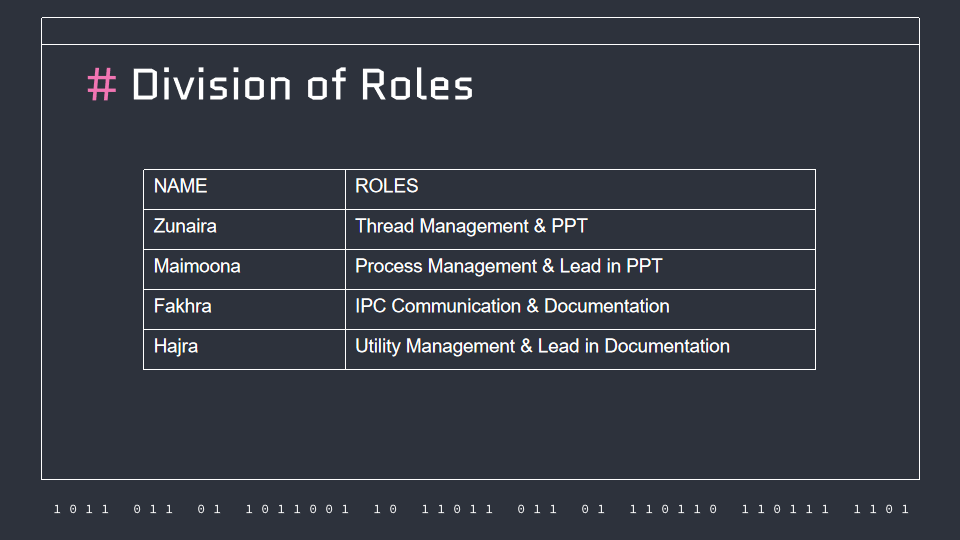 # Division of Roles
NAME ROLES
Zunaira Thread Management & PPT
Maimoona Process Management & Lead in PPT
Fakhra IPC Communication & Documentation
Hajra Utility Management & Lead in Documentation
1011 011 01 1011001 10 11011 011 01 110110 110111 1101